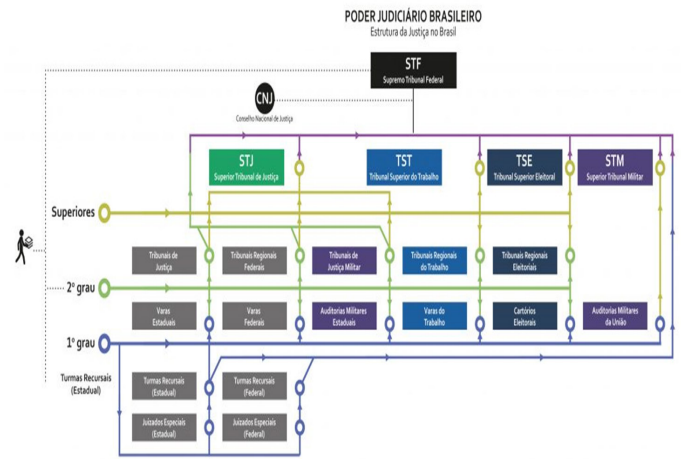 PODER JUDICIÁRIO BRASILEIRO
Estrutura da Justiça no Brasil
STF
Supremo Tribunal Federal
CNJ
Conselho Nacional de Justiça
STJ
Superior Tribunal de Justiça
TST
Tribunal Superior do Trabalho
TSE
Tribunal Superior Eleitoral
STM
Superior Tribunal Militar
Superiores
Tribunais de
Justiça
Tribunais Regionais
Federais
Tribunais de
Justiça Militar
Tribunais Regionais
do Trabalho
Tribunais Regionais
Eleitoriais
2º grau
Varas
Estaduais
Varas
Federais
Auditorias Militares
Estaduais
Varas do
Trabalho
Cartórios
Eleitorais
Auditorias Militares
da União
1º grau
Turmas Recursais
(Estadual)
Turmas Recursais
(Estadual)
Turmas Recursais
(Federal)
Juizados Especiais
(Estadual)
Juizados Especiais
(Federal)